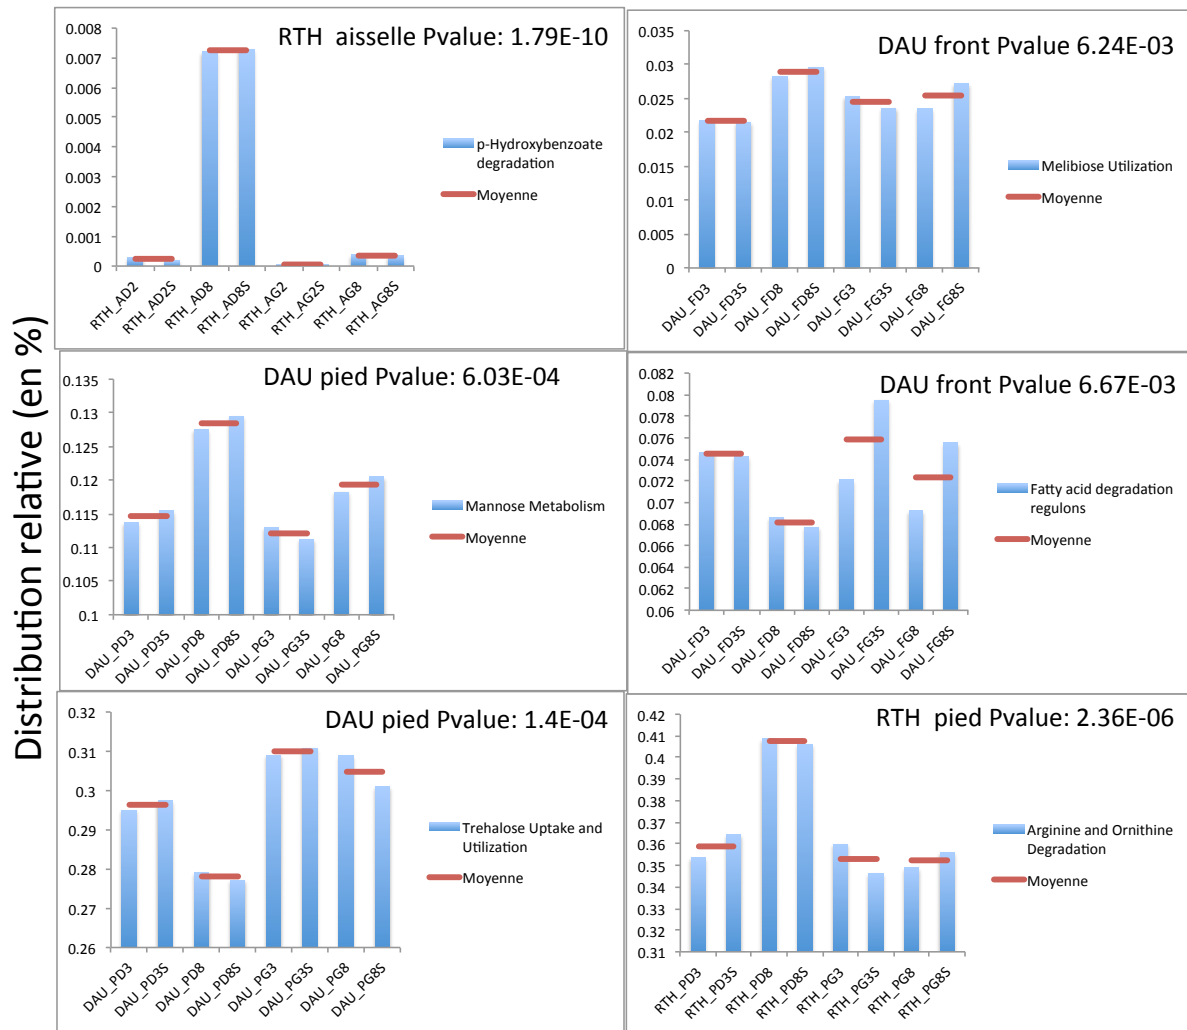 Distribution relative (en %)
RTH aisselle Pvalue: 1.79E-10
0.008
0.007
0.006
0.005
0.004
0.003
0.002
0.001
0
p-Hydroxybenzoate
degradation
Moyenne
RTH_AD2
RTH_AD2S
RTH_AD8
RTH_AD8S
RTH_AG2
RTH_AG2S
RTH_AG8
RTH_AG8S
DAU front Pvalue 6.24E-03
0.035
0.03
0.025
0.02
0.015
0.01
0.005
0
Melibiose Utilization
Moyenne
DAU_FD3
DAU_FD3S
DAU_FD8
DAU_FD8S
DAU_FG3
DAU_FG3S
DAU_FG8
DAU_FG8S
DAU pied Pvalue: 6.03E-04
0.135
0.13
0.125
0.12
0.115
0.11
0.105
0.1
Mannose Metabolism
Moyenne
DAU_PD3
DAU_PD3S
DAU_PD8
DAU_PD8S
DAU_PG3
DAU_PG3S
DAU_PG8
DAU_PG8S
DAU front Pvalue 6.67E-03
0.082
0.08
0.078
0.076
0.074
0.072
0.07
0.068
0.066
0.064
0.062
0.06
Fatty acid degradation
regulons
Moyenne
DAU_FD3
DAU_FD3S
DAU_FD8
DAU_FD8S
DAU_FG3
DAU_FG3S
DAU_FG8
DAU_FG8S
DAU pied Pvalue: 1.4E-04
0.32
0.31
0.3
0.29
0.28
0.27
0.26
Trehalose Uptake and
Utilization
Moyenne
DAU_PD3
DAU_PD3S
DAU_PD8
DAU_PD8S
DAU_PG3
DAU_PG3S
DAU_PG8
DAU_PG8S
RTH pied Pvalue: 2.36E-06
0.42
0.41
0.4
0.39
0.38
0.37
0.36
0.35
0.34
0.33
0.32
0.31
Arginine and Ornithine
Degradation
Moyenne
RTH_PD3
RTH_PD3S
RTH_PD8
RTH_PD8S
RTH_PG3
RTH_PG3S
RTH_PG8
RTH_PG8S